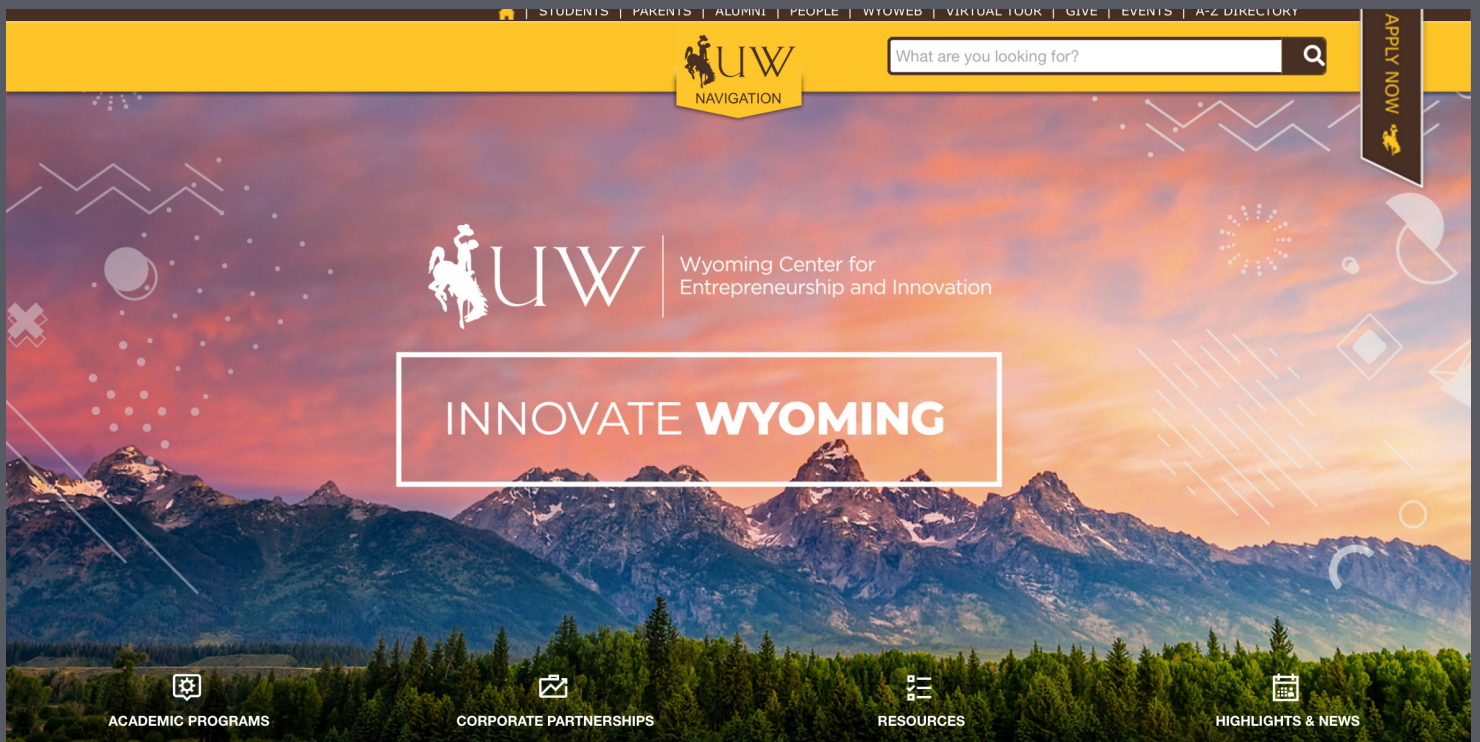 STUDENTS | PARENTS | ALUMNI | PEOPLE | WYOWEB | VIRTUAL TOUR | GIVE | EVENTS | A-Z DIRECTORY
UW
NAVIGATION
What are you looking for?
APPLY NOW
UW
Wyoming Center for
Entrepreneurship and Innovation
INNOVATE WYOMING
ACADEMIC PROGRAMS
CORPORATE PARTNERSHIPS
RESOURCES
HIGHLIGHTS & NEWS